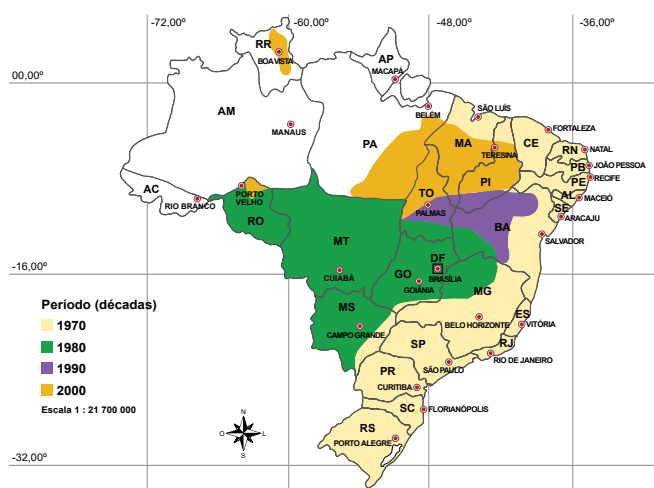 -72,00º
-60,00º
-48,00º
-36,00º
RR
BOA VISTA
AP
MACAPÁ
00,00º
BELÉM
SÃO LUÍS
AM
MANAUS
PA
MA
TERESINA
CE
FORTALEZA
RN
NATAL
PB
JOÃO PESSOA
PE
RECIFE
PI
AC
RIO BRANCO
PORTO
VELHO
TO
PALMAS
AL
MACEIÓ
SE
ARACAJU
RO
BA
SALVADOR
MT
CUIABÁ
DF
BRASÍLIA
GO
GOIÂNIA
-16,00º
MG
MS
CAMPO GRANDE
BELO HORIZONTE
ES
VITÓRIA
Período (décadas)
1970
1980
1990
2000
Escala 1 : 21 700 000
SP
RJ
SÃO PAULO
RIO DE JANEIRO
PR
CURITIBA
SC
FLORIANÓPOLIS
N
O
L
S
RS
PORTO ALEGRE
-32,00º